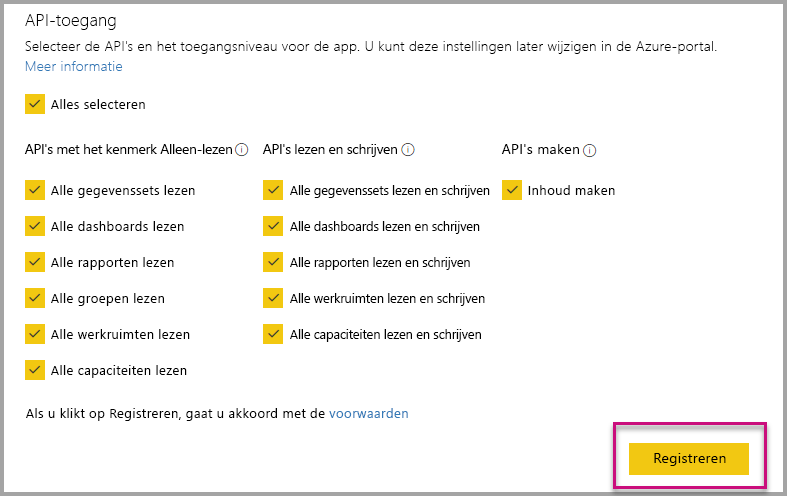 API-toegang
Selecteer de API's en het toegangsniveau voor de app. U kunt deze instellingen later wijzigen in de Azure-portal.
Meer informatie
Alles selecteren
API's met het kenmerk Alleen-lezen
Alle gegevenssets lezen
Alle dashboards lezen
Alle rapporten lezen
Alle groepen lezen
Alle werkruimten lezen
Alle capaciteiten lezen
API's lezen en schrijven
Alle gegevenssets lezen en schrijven
Alle dashboards lezen en schrijven
Alle rapporten lezen en schrijven
Alle werkruimten lezen en schrijven
Alle capaciteiten lezen en schrijven
API's maken
Inhoud maken
Als u klikt op Registreren, gaat u akkoord met de voorwaarden
Registreren